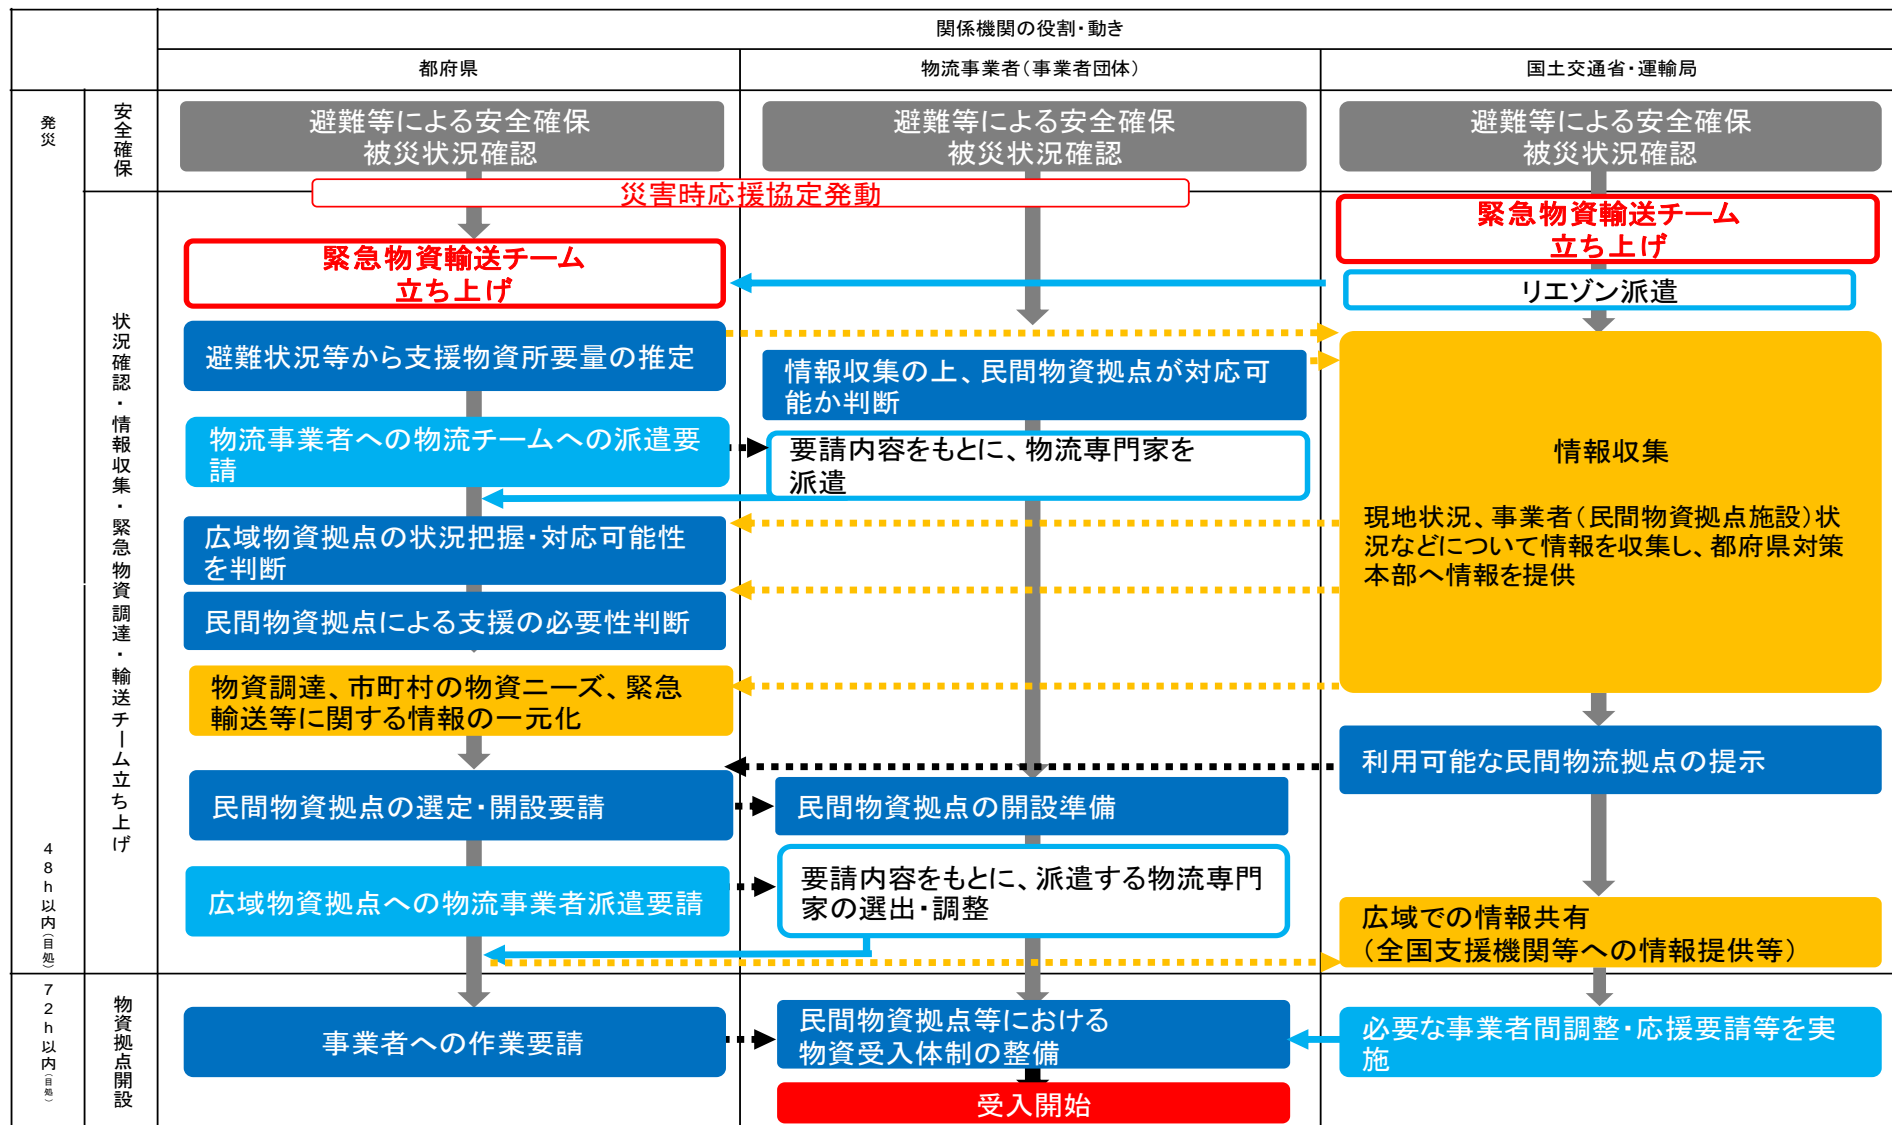 関係機関の役割・動き
都府県
物流事業者（事業者団体）
国土交通省・運輸局
発災
安全確保
避難等による安全確保
被災状況確認
避難等による安全確保
被災状況確認
避難等による安全確保
被災状況確認
災害時応援協定発動
状況確認・情報収集・緊急物資調達・輸送チーム立ち上げ
緊急物資輸送チーム
立ち上げ
緊急物資輸送チーム
立ち上げ
リエゾン派遣
避難状況等から支援物資所要量の推定
情報収集の上、民間物資拠点が対応可
能か判断
物流事業者への物流チームへの派遣要
請
要請内容をもとに、物流専門家を
派遣
情報収集
現地状況、事業者（民間物資拠点施設）状
況などについて情報を収集し、都府県対策
本部へ情報を提供
広域物資拠点の状況把握・対応可能性
を判断
民間物資拠点による支援の必要性判断
物資調達、市町村の物資ニーズ、緊急
輸送等に関する情報の一元化
利用可能な民間物流拠点の提示
民間物資拠点の選定・開設要請
民間物資拠点の開設準備
48h以内（目処）
広域物資拠点への物流事業者派遣要請
要請内容をもとに、派遣する物流専門
家の選出・調整
広域での情報共有
（全国支援機関等への情報提供等）
72h以内（目処）
物資拠点開設
事業者への作業要請
民間物資拠点等における
物資受入体制の整備
必要な事業者間調整・応援要請等を実
施
受入開始